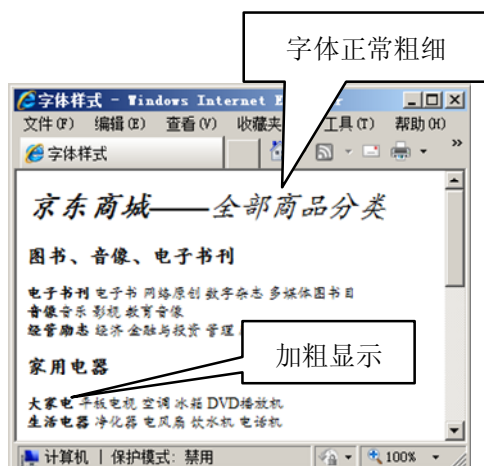 字体正常粗细
字体样式 - Windows Internet
文件(F) 编辑(E) 查看(V) 收藏夹 工具(T) 帮助(H)
字体样式
»
京东商城——全部商品分类
图书、音像、电子书刊
电子书刊 电子书 网络原创 数字杂志 多媒体图书目
音像音乐 影视 教育音像
经管励志 经济 金融与投资 管理
加粗显示
家用电器
大家电 平板电视 空调 冰箱 DVD播放机
生活电器 净化器 电风扇 饮水机 电话机
计算机 | 保护模式: 禁用 100%